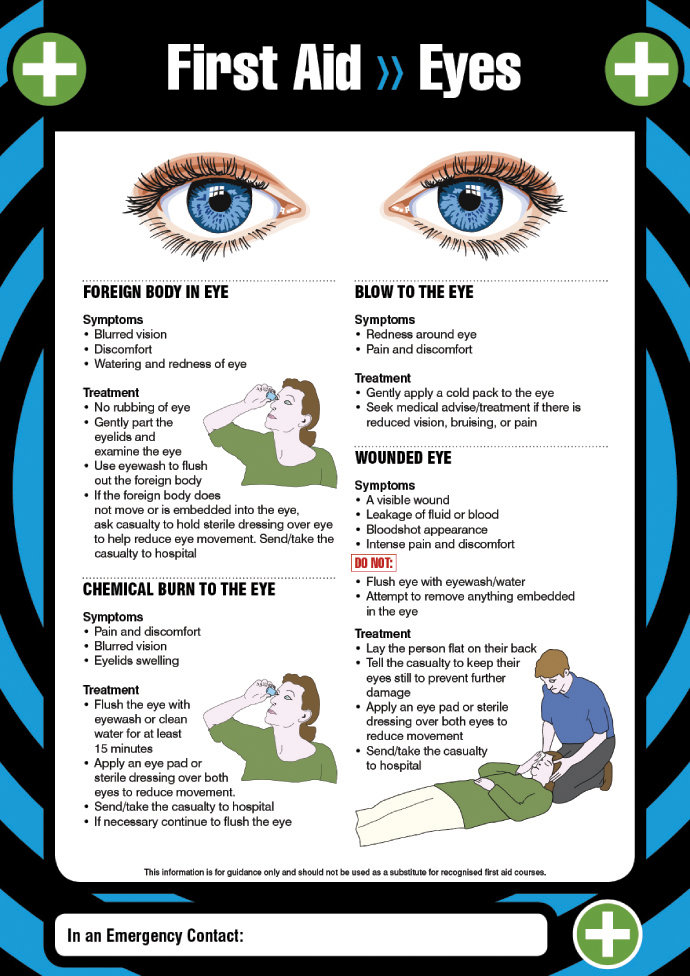 First Aid » Eyes
FOREIGN BODY IN EYE
Symptoms
• Blurred vision
• Discomfort
• Watering and redness of eye
Treatment
• No rubbing of eye
• Gently part the
eyelids and
examine the eye
• Use eyewash to flush
out the foreign body
• If the foreign body does
not move or is embedded into the eye,
ask casualty to hold sterile dressing over eye
to help reduce eye movement. Send/take the
casualty to hospital
CHEMICAL BURN TO THE EYE
Symptoms
• Pain and discomfort
• Blurred vision
• Eyelids swelling
Treatment
• Flush the eye with
eyewash or clean
water for at least
15 minutes
• Apply an eye pad or
sterile dressing over both
eyes to reduce movement.
• Send/take the casualty to hospital
• If necessary continue to flush the eye
BLOW TO THE EYE
Symptoms
• Redness around eye
• Pain and discomfort
Treatment
• Gently apply a cold pack to the eye
• Seek medical advise/treatment if there is
reduced vision, bruising, or pain
WOUNDED EYE
Symptoms
• A visible wound
• Leakage of fluid or blood
• Bloodshot appearance
• Intense pain and discomfort
DO NOT:
• Flush eye with eyewash/water
• Attempt to remove anything embedded
in the eye
Treatment
• Lay the person flat on their back
• Tell the casualty to keep their
eyes still to prevent further
damage
• Apply an eye pad or sterile
dressing over both eyes to
reduce movement
• Send/take the casualty
to hospital
This information is for guidance only and should not be used as a substitute for recognised first aid courses.
In an Emergency Contact: